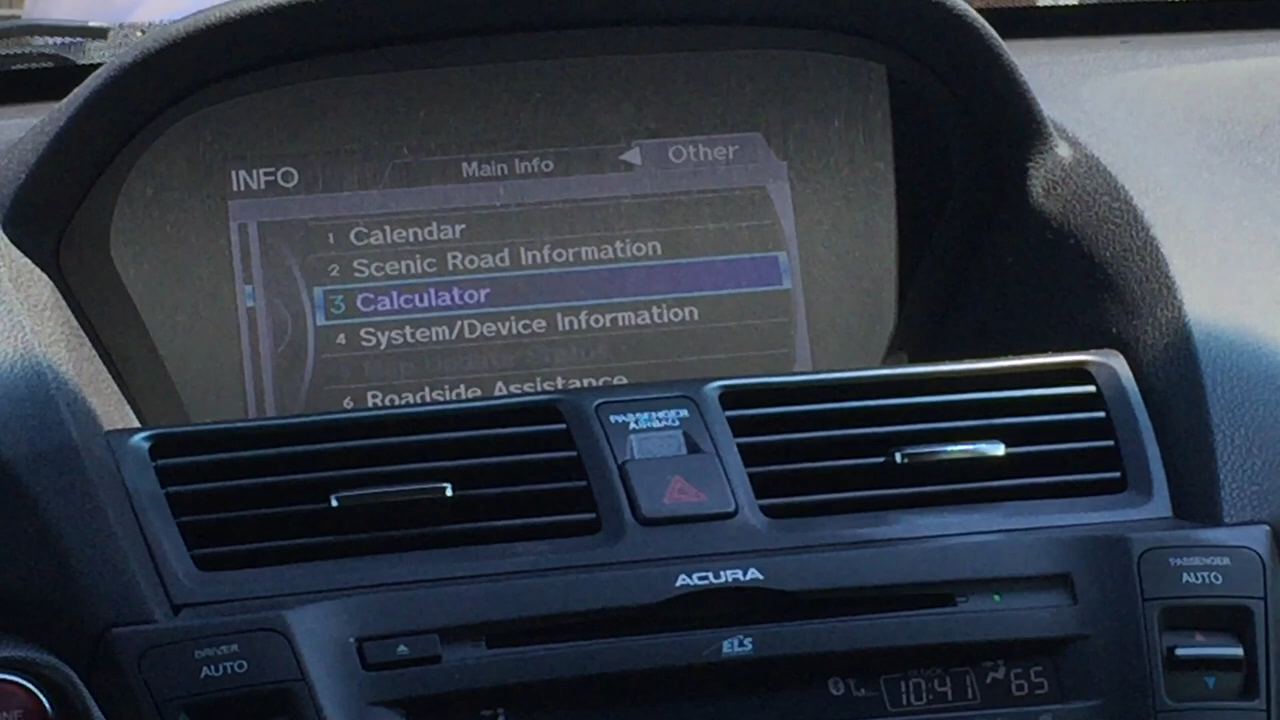 INFO
Main Info
Other
1 Calendar
2 Scenic Road Information
3 Calculator
4 System/Device Information
6 Roadside Assistance
PASSENGER
AIRBAG
ACURA
PASSENGER
AUTO
DRIVER
AUTO
ELS
CLOCK
10:41 65